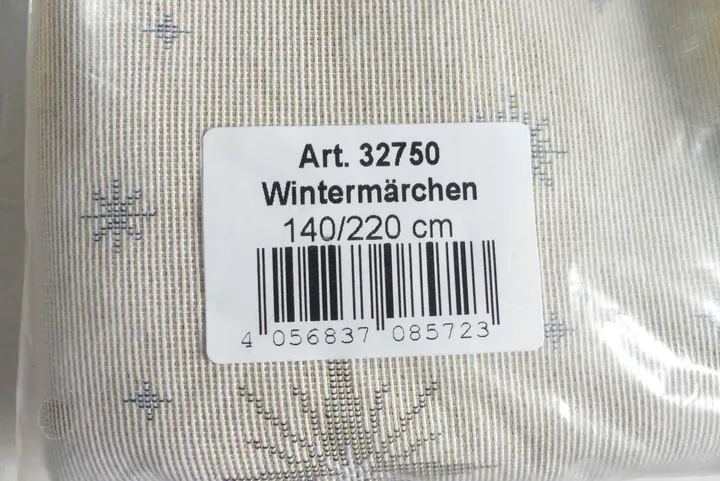 Art. 32750
Wintermärchen
140/220 cm
4 056837 085723